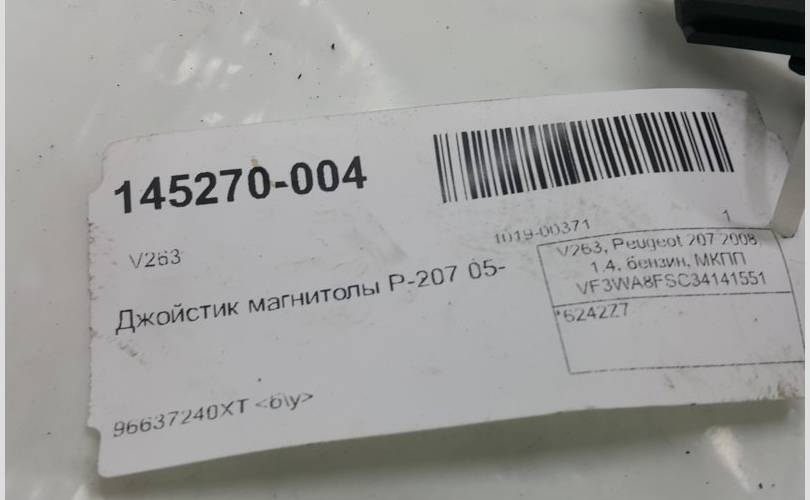 145270-004
V263
1019-00371
1
Джойстик магнитолы Р-207 05-
V263, Peugeot 207 2008,
1.4, бензин, МКПП
VF3WA8FSC34141551
*624227
96637240XT <б\у>